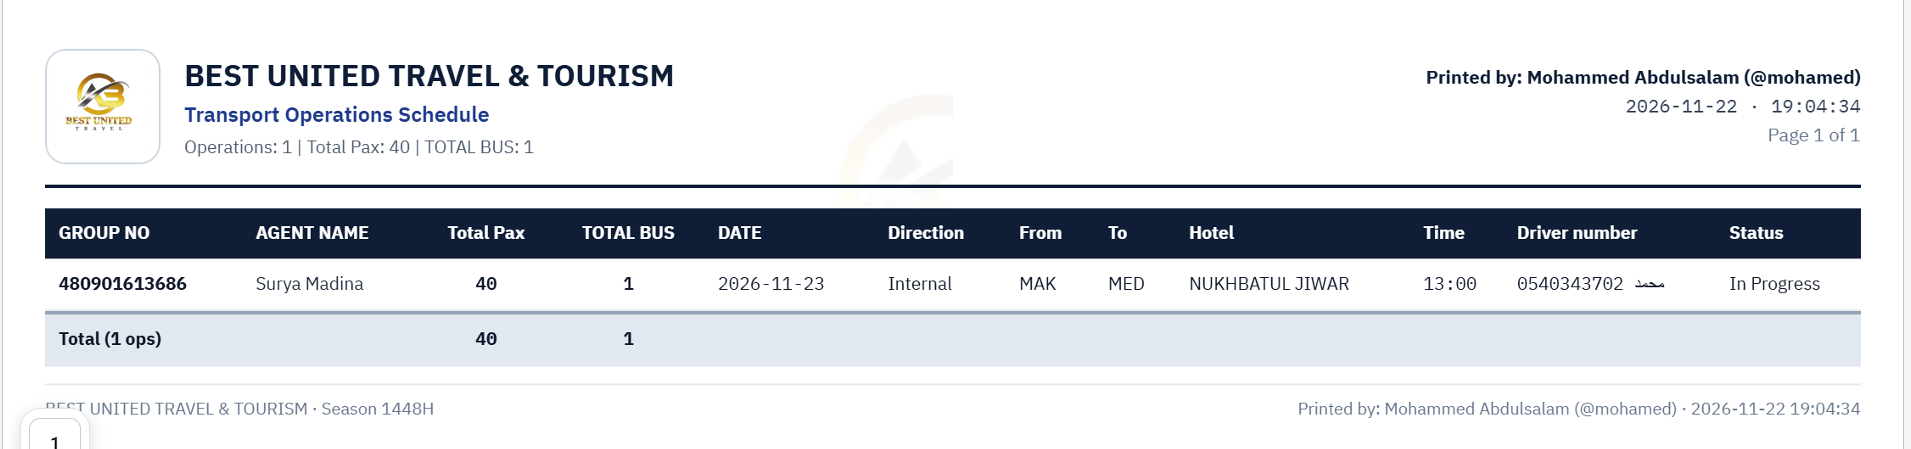 BEST UNITED
TRAVEL
BEST UNITED TRAVEL & TOURISM
Transport Operations Schedule
Operations: 1 | Total Pax: 40 | TOTAL BUS: 1
Printed by: Mohammed Abdulsalam (@mohamed)
2026-11-22 · 19:04:34
Page 1 of 1
GROUP NO AGENT NAME Total Pax TOTAL BUS DATE Direction From To Hotel Time Driver number Status
480901613686 Surya Madina 40 1 2026-11-23 Internal MAK MED NUKHBATUL JIWAR 13:00 0540343702 محمد In Progress
Total (1 ops) 40 1
BEST UNITED TRAVEL & TOURISM · Season 1448H
Printed by: Mohammed Abdulsalam (@mohamed) · 2026-11-22 19:04:34
1